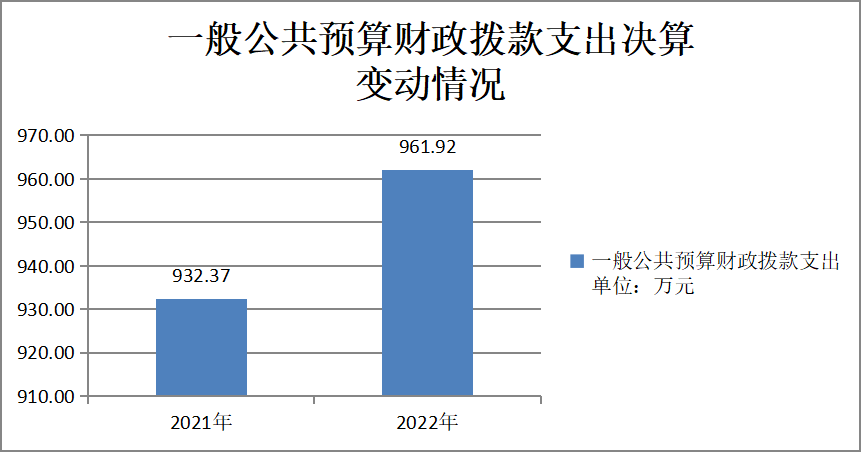 一般公共预算财政拨款支出决算
变动情况
970.00
960.00
950.00
940.00
930.00
920.00
910.00
932.37
961.92
2021年
2022年
一般公共预算财政拨款支出
单位：万元